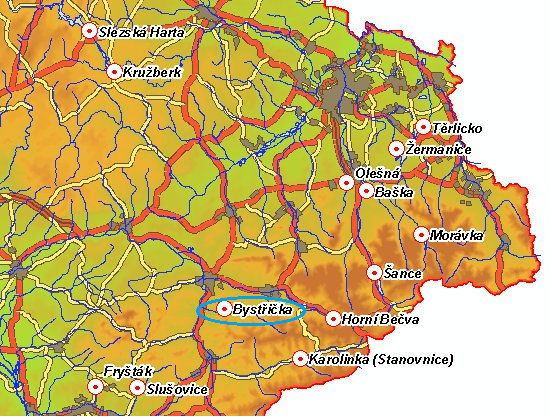 Slezská Harta
Kružberk
Těrlicko
Žermanice
Olešná
Baška
Morávka
Šance
Bystřička
Horní Bečva
Karolinka (Stanovnice)
Fryšták
Slušovice